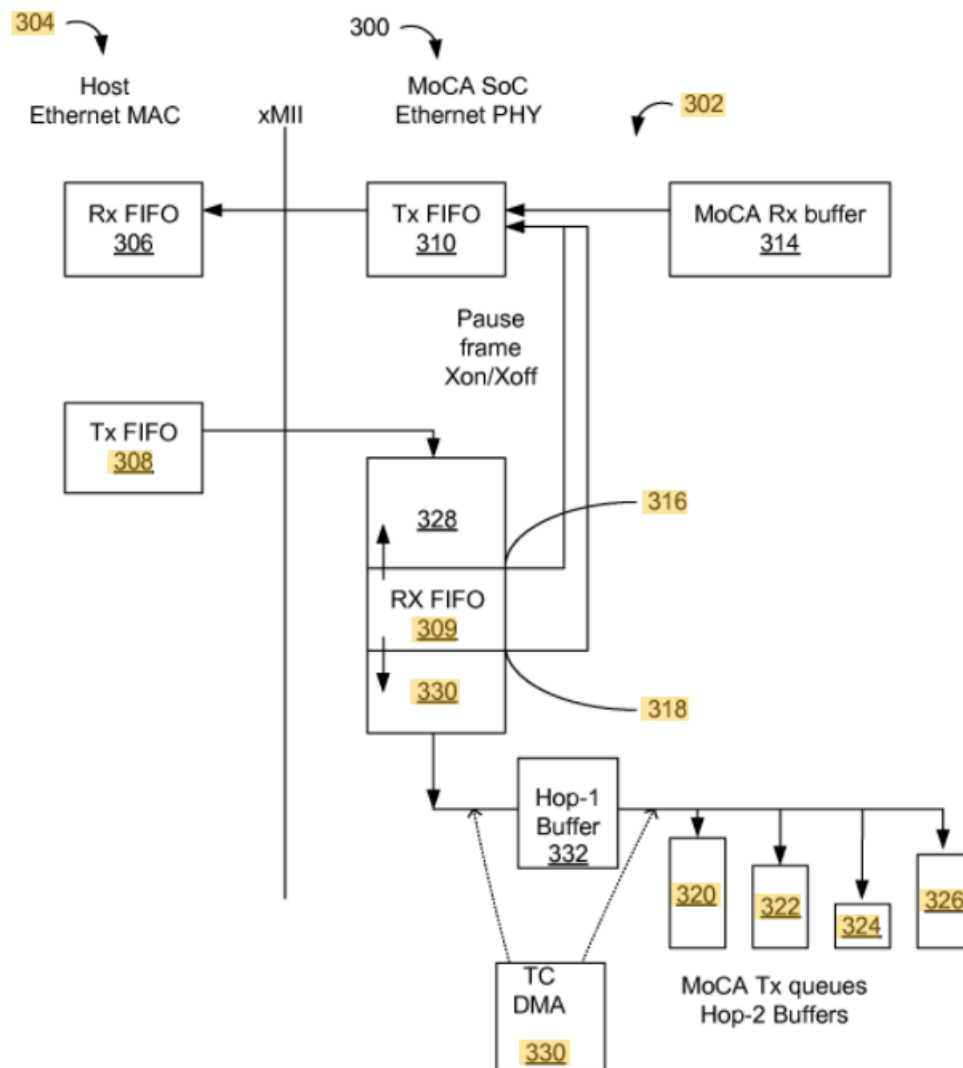 304
300
Host
Ethernet MAC
xMII
MoCA SoC
Ethernet PHY
302
Rx FIFO
306
Tx FIFO
310
MoCA Rx buffer
314
Pause
frame
Xon/Xoff
Tx FIFO
308
328
316
RX FIFO
309
330
318
Hop-1
Buffer
332
320
322
324
326
TC
DMA
330
MoCA Tx queues
Hop-2 Buffers